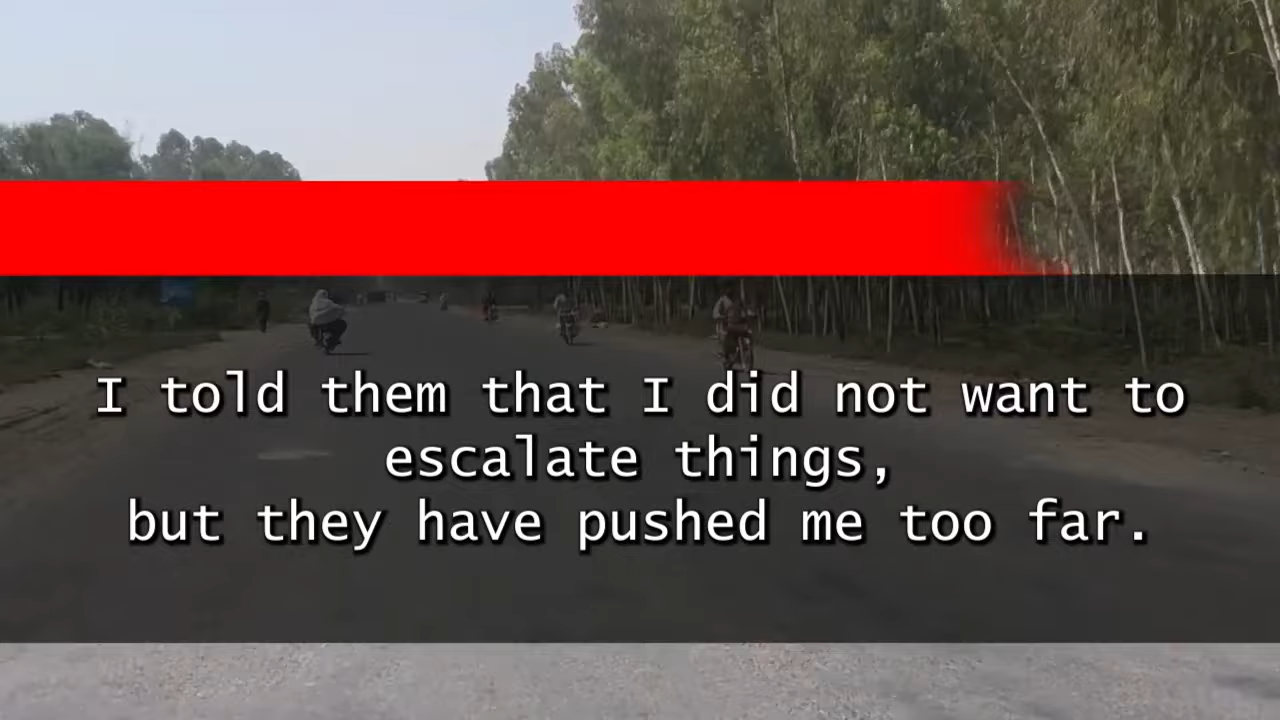 I told them that I did not want to
escalate things,
but they have pushed me too far.